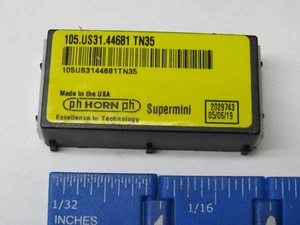 105.US31.44681 TN35
105US3144681TN35
Made in the USA
ph HORN ph
Supermini
Excellence in Technology
2029743
05/06/19
1/32
1/16
INCHES